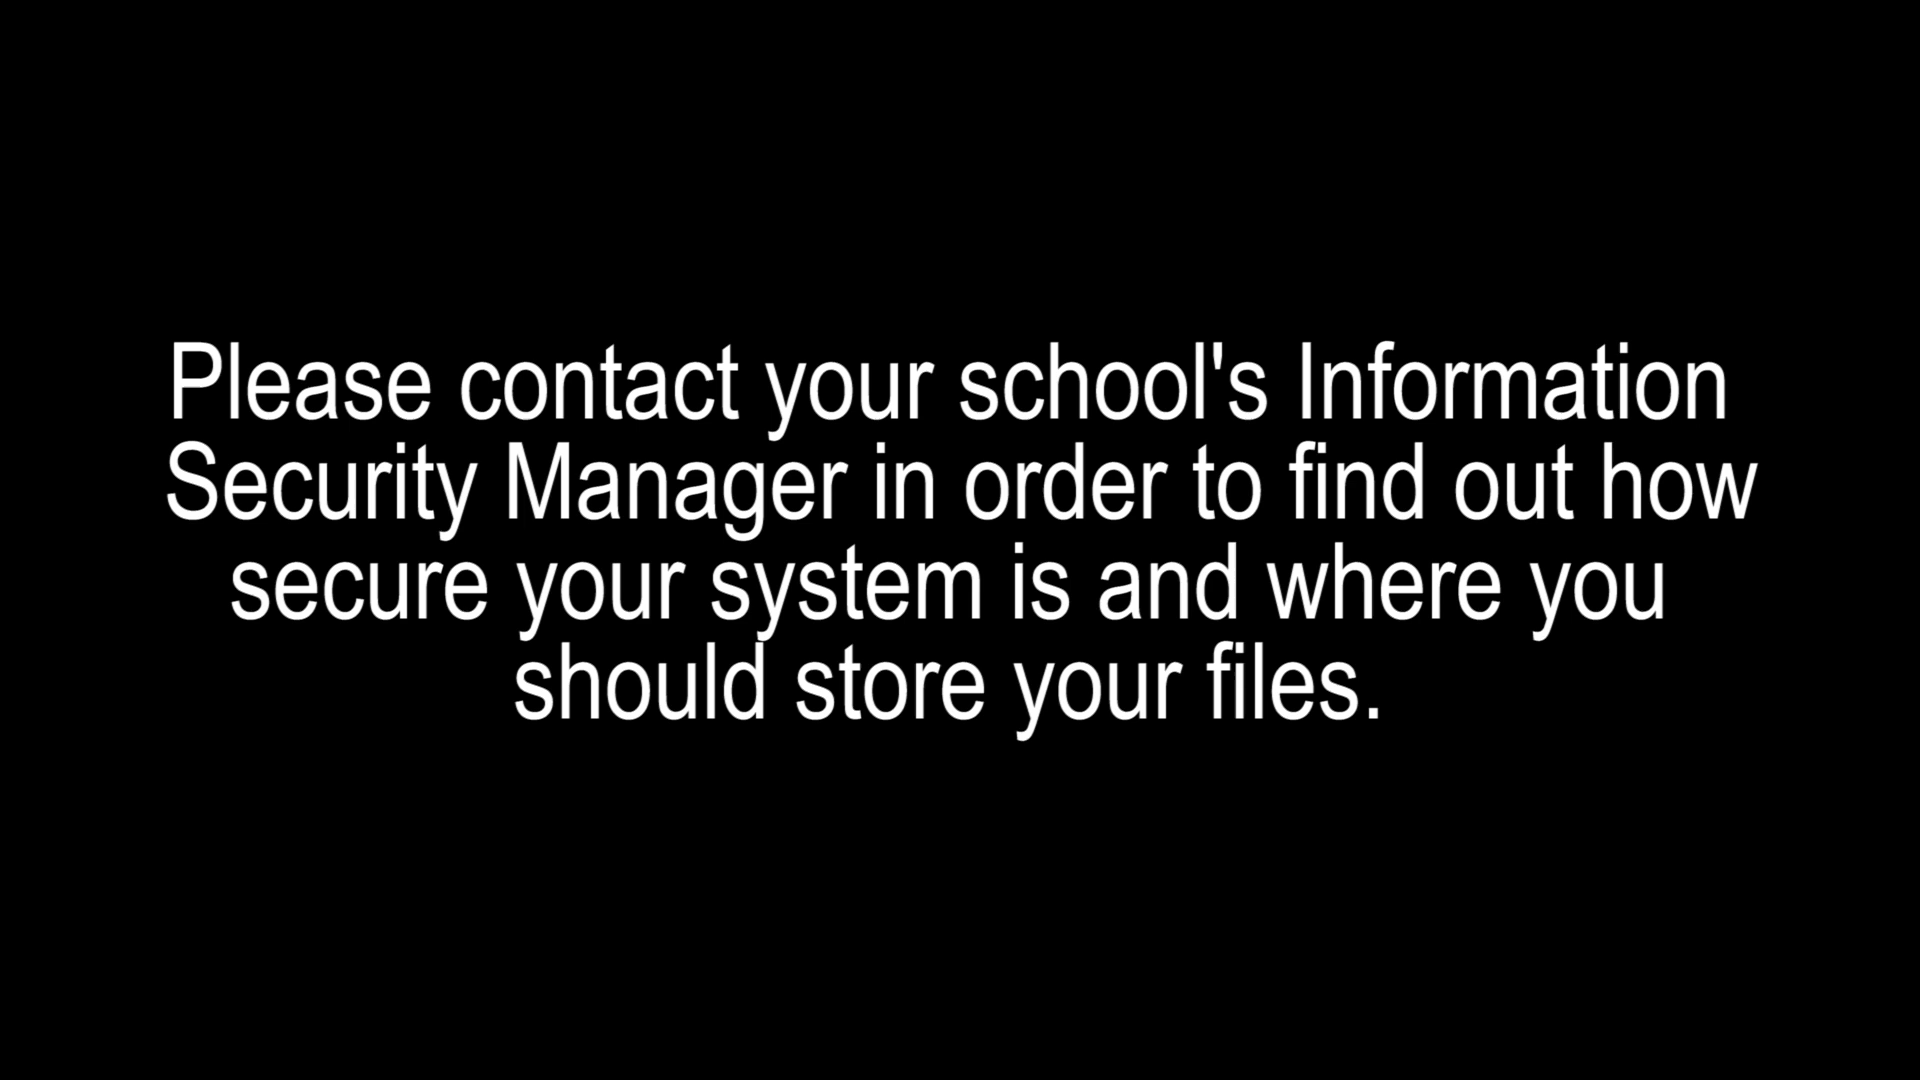 Please contact your school's Information
Security Manager in order to find out how
secure your system is and where you
should store your files.